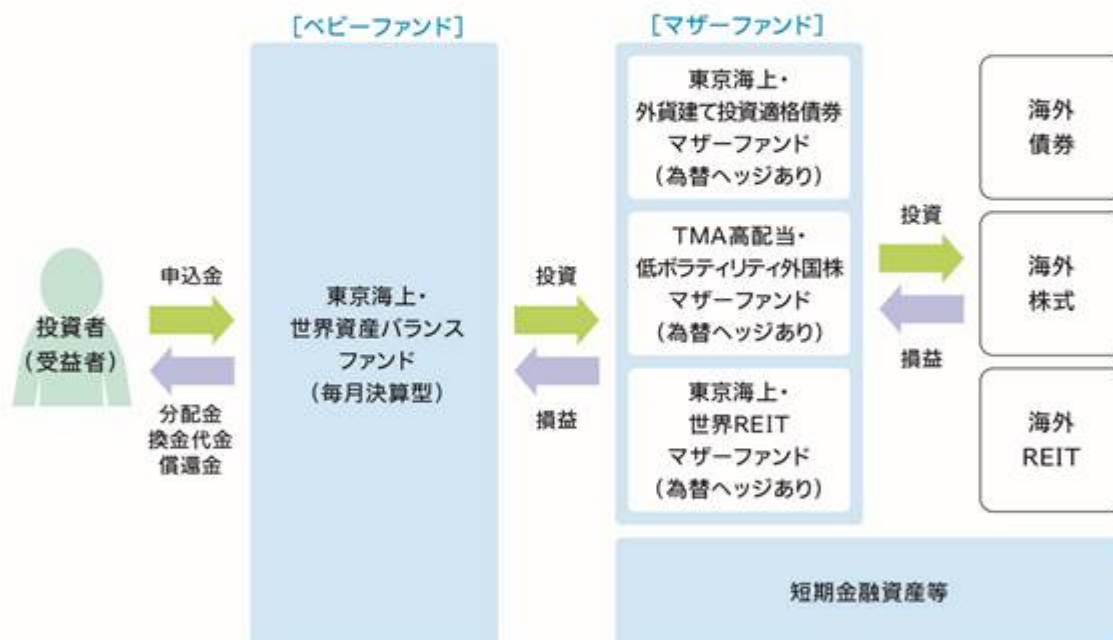 [ベビーファンド]
[マザーファンド]
投資者
(受益者)
申込金
分配金
換金代金
償還金
東京海上・
世界資産バランス
ファンド
(毎月決算型)
投資
損益
東京海上・
外貨建て投資適格債券
マザーファンド
(為替ヘッジあり)
TMA高配当・
低ボラティリティ外国株
マザーファンド
(為替ヘッジあり)
東京海上・
世界REIT
マザーファンド
(為替ヘッジあり)
投資
損益
海外
債券
海外
株式
海外
REIT
短期金融資産等